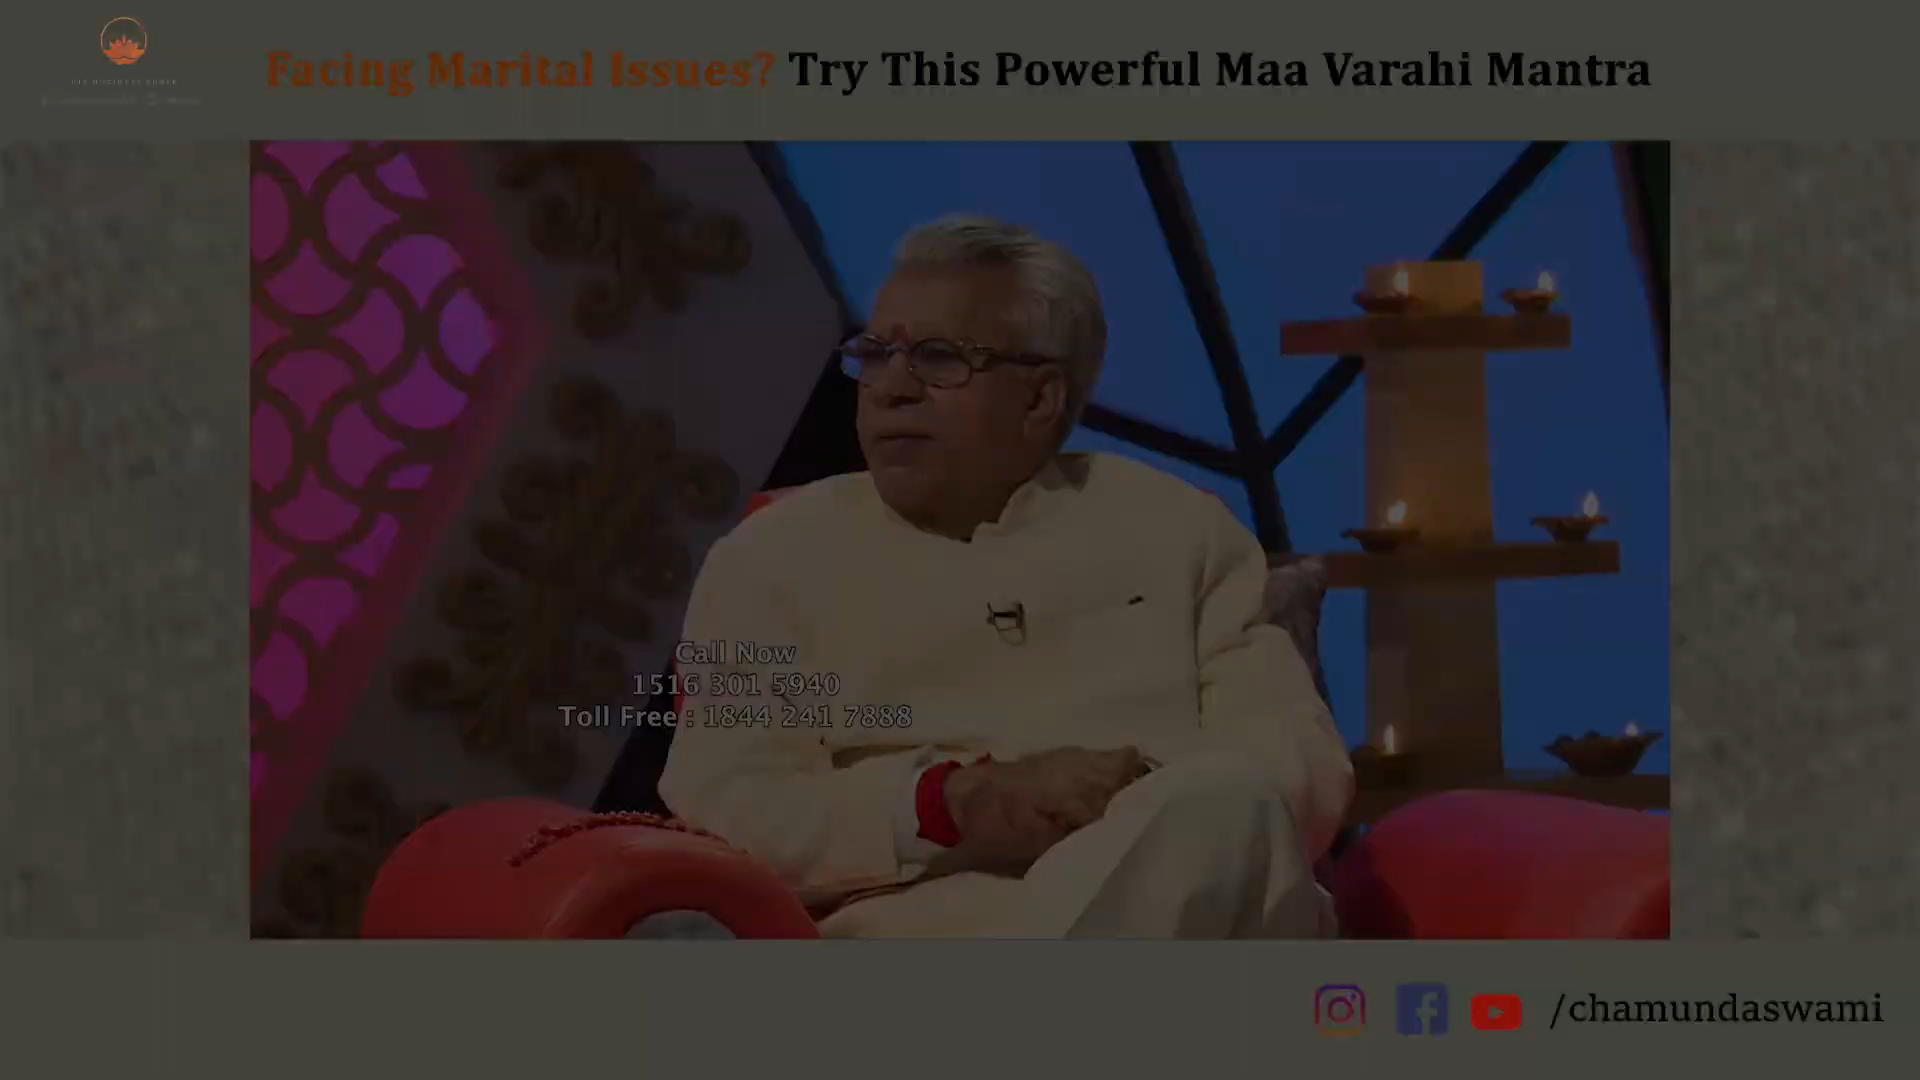 Facing Marital Issues? Try This Powerful Maa Varahi Mantra
Call Now
1516 301 5940
Toll Free : 1844 241 7888
/chamundaswami